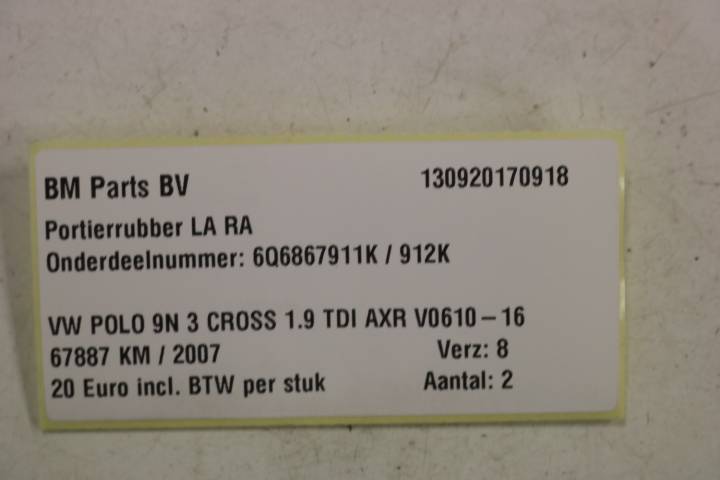 BM Parts BV 130920170918
Portierrubber LA RA
Onderdeelnummer: 6Q6867911K / 912K
VW POLO 9N 3 CROSS 1.9 TDI AXR V0610-16
67887 KM / 2007 Verz: 8
20 Euro incl. BTW per stuk Aantal: 2